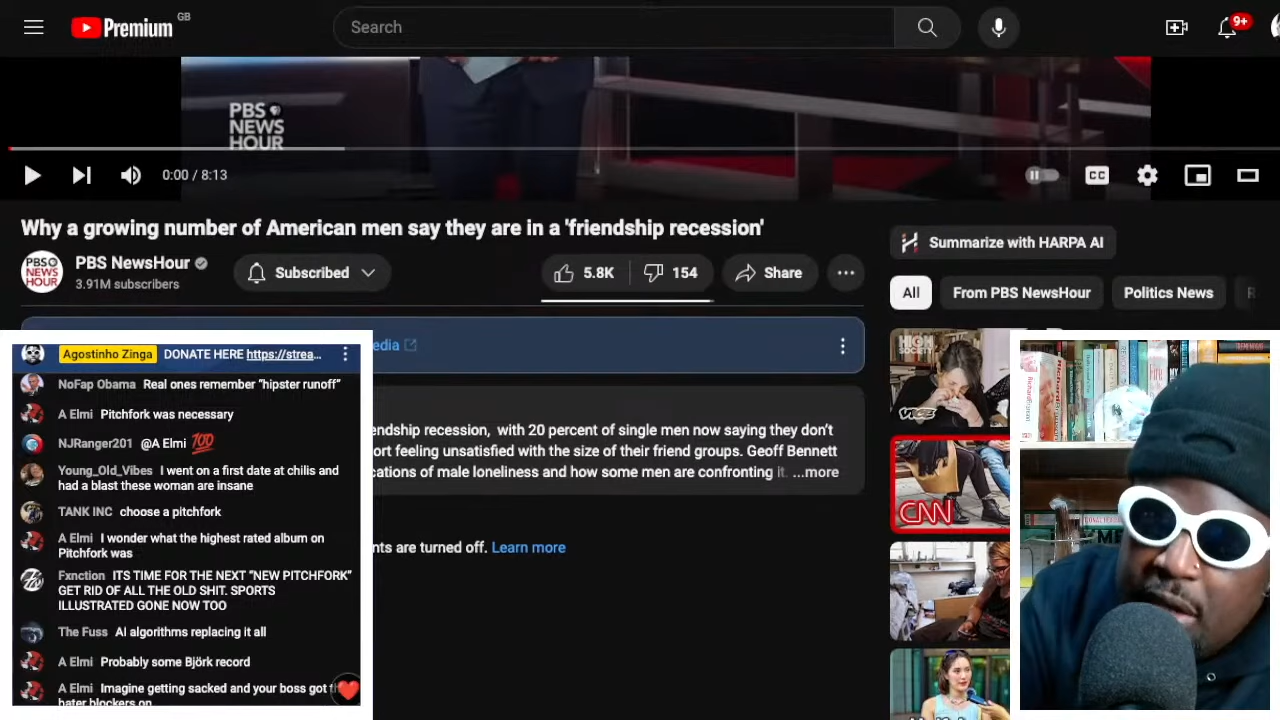 Premium GB
Search
9+
PBS
NEWS
HOUR
0:00 / 8:13
CC
Why a growing number of American men say they are in a 'friendship recession'
PBS
NEWS
HOUR
PBS NewsHour
3.91M subscribers
Subscribed
5.8K
154
Share
Summarize with HARPA AI
All
From PBS NewsHour
Politics News
edia
endship recession, with 20 percent of single men now saying they don't
ort feeling unsatisfied with the size of their friend groups. Geoff Bennett
cations of male loneliness and how some men are confronting it. ...more
nts are turned off. Learn more
HIGH
SOCIETY
VICE
CNN
Agostinho Zinga DONATE HERE https://strea...
NoFap Obama Real ones remember "hipster runoff"
A Elmi Pitchfork was necessary
NJRanger201 @A Elmi 💯
Young_Old_Vibes I went on a first date at chilis and
had a blast these woman are insane
TANK INC choose a pitchfork
A Elmi I wonder what the highest rated album on
Pitchfork was
Fxnction ITS TIME FOR THE NEXT "NEW PITCHFORK"
GET RID OF ALL THE OLD SHIT. SPORTS
ILLUSTRATED GONE NOW TOO
The Fuss AI algorithms replacing it all
A Elmi Probably some Björk record
A Elmi Imagine getting sacked and your boss got
hater blockers on